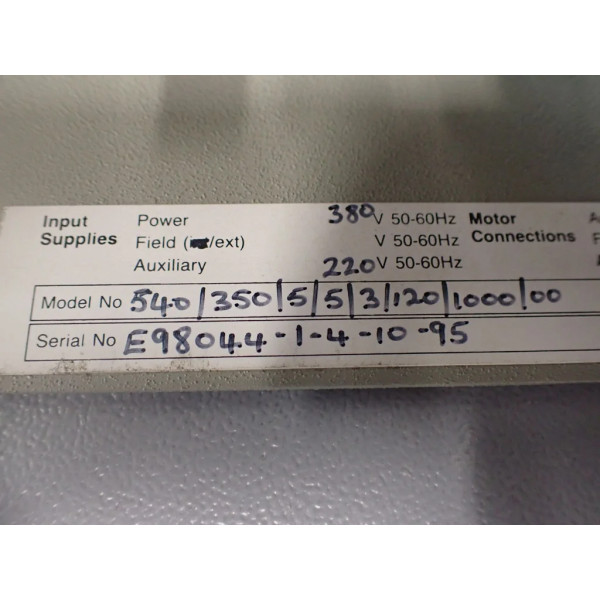 Input Power 380V 50-60Hz Motor
Supplies Field (/ext) V 50-60Hz Connections
Auxiliary 220V 50-60Hz
Model No 540/350/5/5/3/120/1000/00
Serial No E98044-1-4-10-95